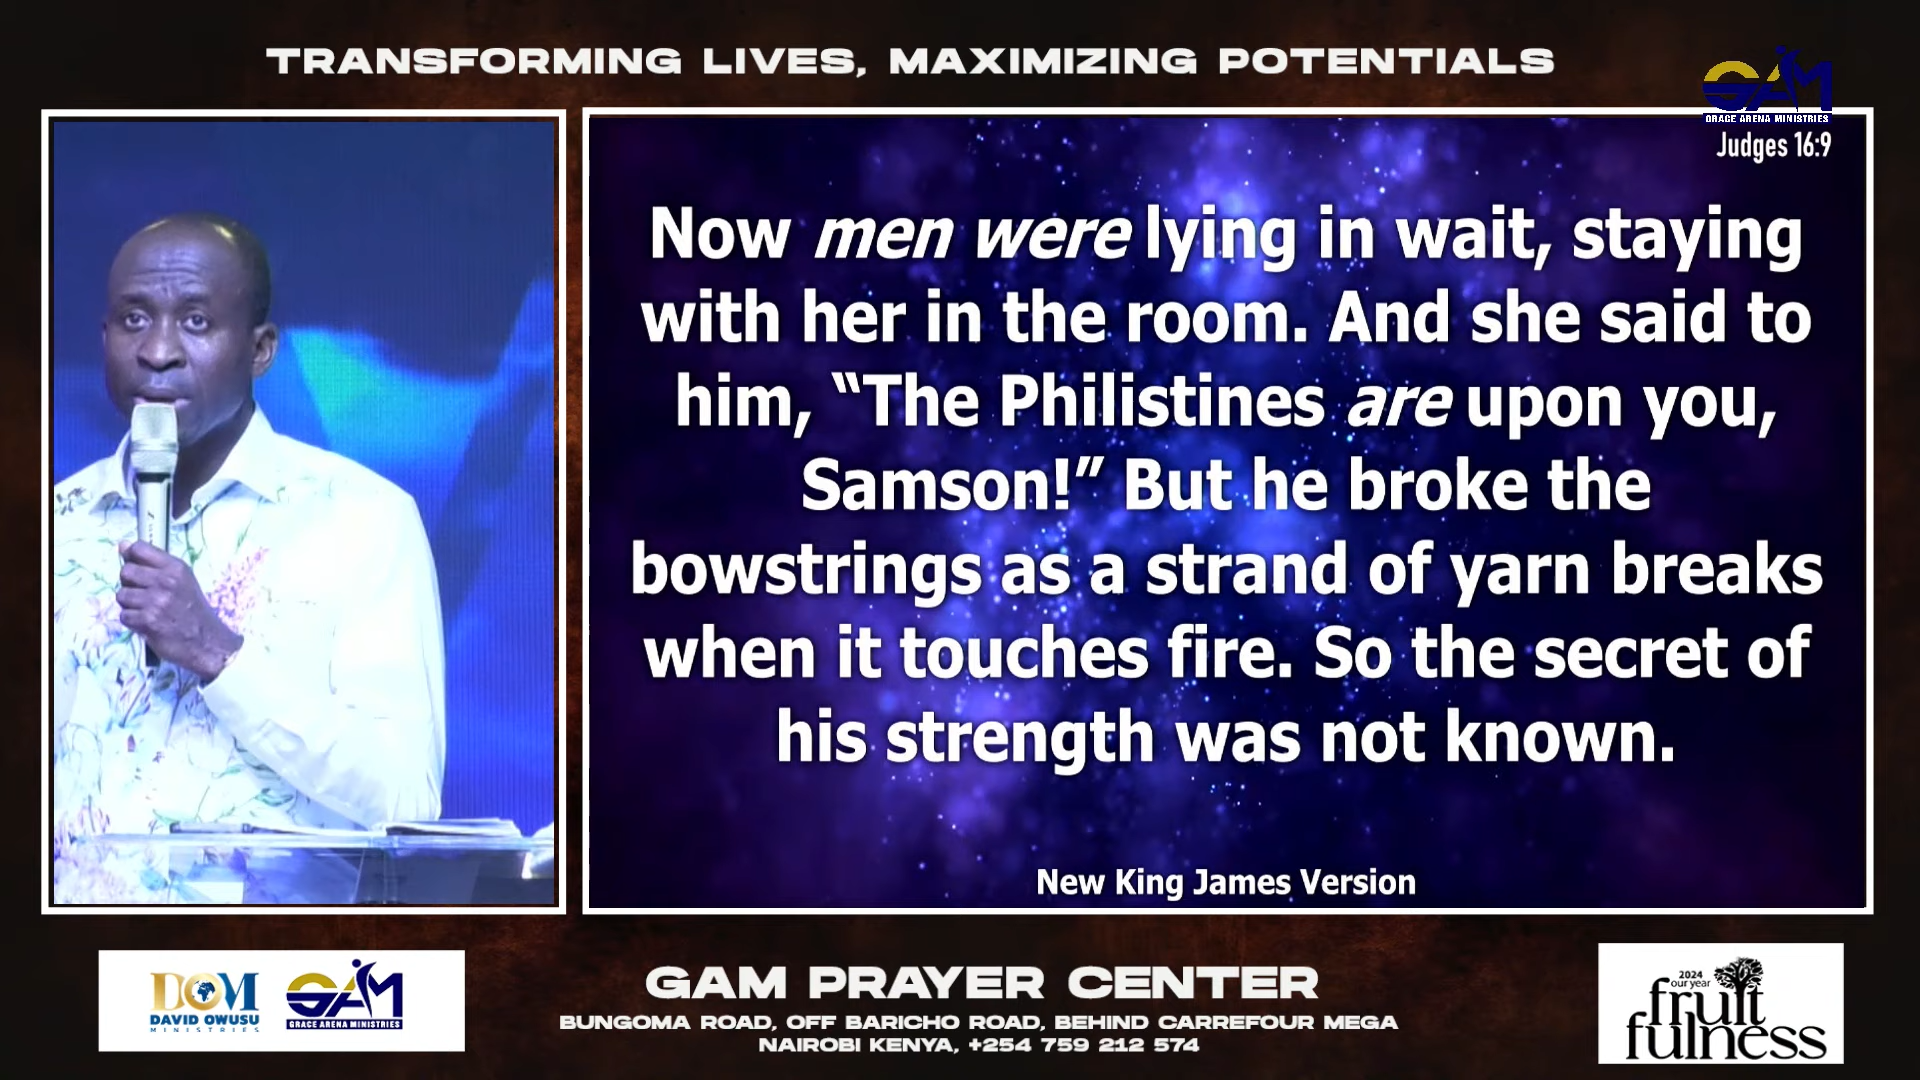 TRANSFORMING LIVES, MAXIMIZING POTENTIALS
GAM
GRACE ARENA MINISTRIES
Judges 16:9
Now men were lying in wait, staying
with her in the room. And she said to
him, “The Philistines are upon you,
Samson!” But he broke the
bowstrings as a strand of yarn breaks
when it touches fire. So the secret of
his strength was not known.
New King James Version
DOM
DAVID OWUSU
MINISTRIES
GAM
GRACE ARENA MINISTRIES
GAM PRAYER CENTER
BUNGOMA ROAD, OFF BARICHO ROAD, BEHIND CARREFOUR MEGA
NAIROBI KENYA, +254 759 212 574
2024
our year
fruit
fulness